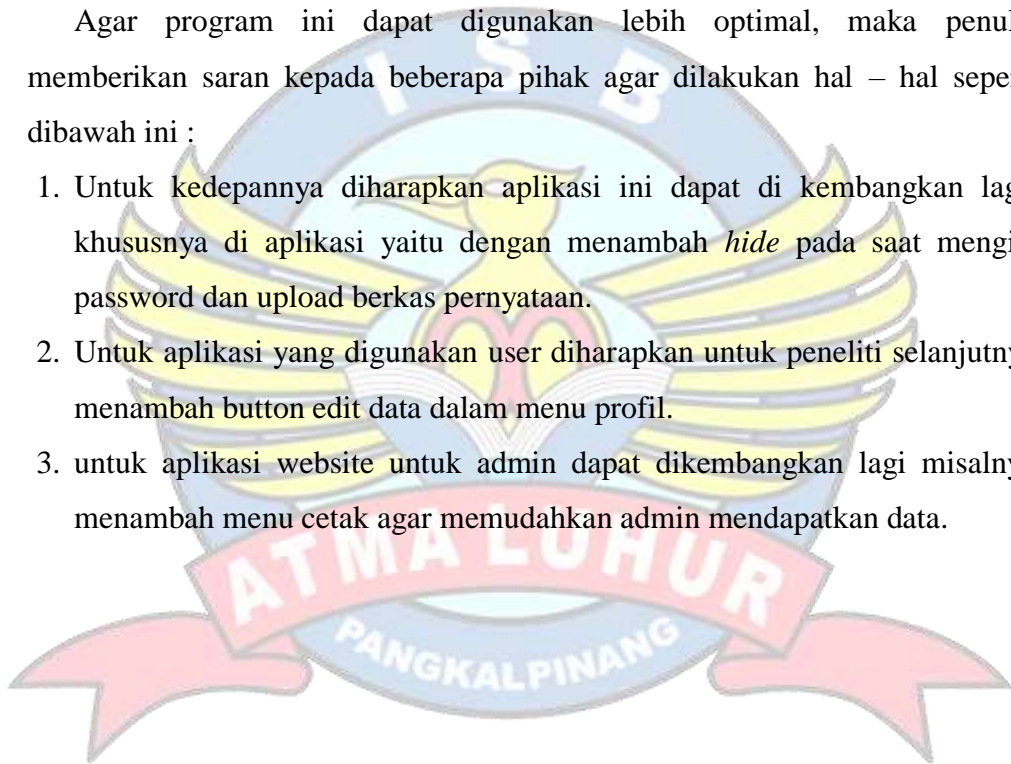 Agar program ini dapat digunakan lebih optimal, maka penul
memberikan saran kepada beberapa pihak agar dilakukan hal – hal seper
dibawah ini :
1. Untuk kedepannya diharapkan aplikasi ini dapat di kembangkan lag
khususnya di aplikasi yaitu dengan menambah hide pada saat mengi
password dan upload berkas pernyataan.
2. Untuk aplikasi yang digunakan user diharapkan untuk peneliti selanjutny
menambah button edit data dalam menu profil.
3. untuk aplikasi website untuk admin dapat dikembangkan lagi misalny
menambah menu cetak agar memudahkan admin mendapatkan data.
I S B
ATMA LUHUR
PANGKALPINANG